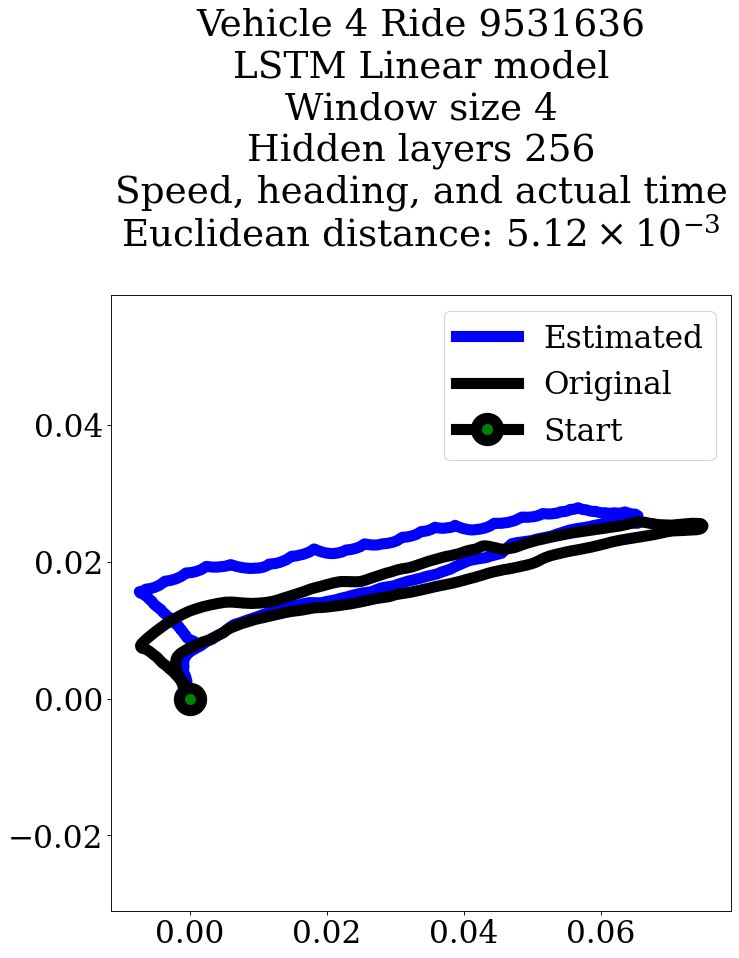 Vehicle 4 Ride 9531636
LSTM Linear model
Window size 4
Hidden layers 256
Speed, heading, and actual time
Euclidean distance: 5.12 × 10⁻³
Estimated
Original
Start
0.04
0.02
0.00
−0.02
0.00 0.02 0.04 0.06